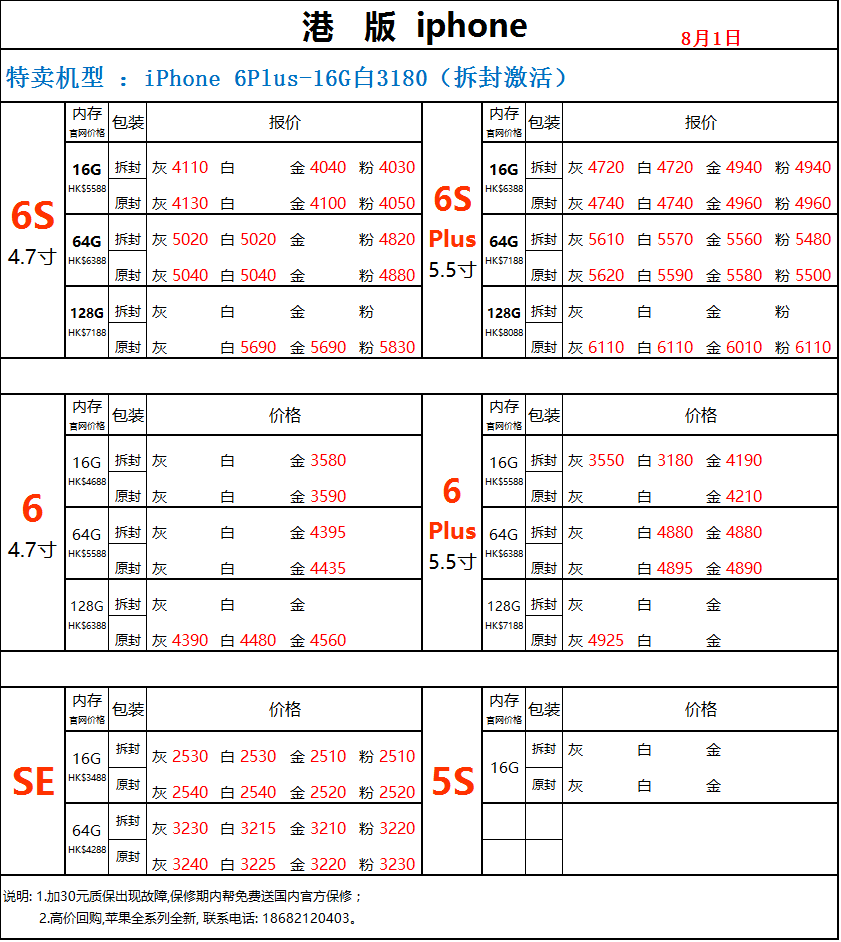 港 版 iphone
8月1日
特卖机型 ：iPhone 6Plus-16G白3180（拆封激活）
6S
4.7寸
内存
官网价格
包装
报价
16G
HK$5588
拆封 灰 4110 白 金 4040 粉 4030
原封 灰 4130 白 金 4100 粉 4050
64G
HK$6388
拆封 灰 5020 白 5020 金 粉 4820
原封 灰 5040 白 5040 金 粉 4880
128G
HK$7188
拆封 灰 白 金 粉
原封 灰 白 5690 金 5690 粉 5830
6S
Plus
5.5寸
内存
官网价格
包装
报价
16G
HK$6388
拆封 灰 4720 白 4720 金 4940 粉 4940
原封 灰 4740 白 4740 金 4960 粉 4960
64G
HK$7188
拆封 灰 5610 白 5570 金 5560 粉 5480
原封 灰 5620 白 5590 金 5580 粉 5500
128G
HK$8088
拆封 灰 白 金 粉
原封 灰 6110 白 6110 金 6010 粉 6110
6
4.7寸
内存
官网价格
包装
价格
16G
HK$4688
拆封 灰 白 金 3580
原封 灰 白 金 3590
64G
HK$5588
拆封 灰 白 金 4395
原封 灰 白 金 4435
128G
HK$6388
拆封 灰 白 金
原封 灰 4390 白 4480 金 4560
6
Plus
5.5寸
内存
官网价格
包装
价格
16G
HK$5588
拆封 灰 3550 白 3180 金 4190
原封 灰 白 金 4210
64G
HK$6388
拆封 灰 白 4880 金 4880
原封 灰 白 4895 金 4890
128G
HK$7188
拆封 灰 白 金
原封 灰 4925 白 金
SE
内存
官网价格
包装
价格
16G
HK$3488
拆封 灰 2530 白 2530 金 2510 粉 2510
原封 灰 2540 白 2540 金 2520 粉 2520
64G
HK$4288
拆封 灰 3230 白 3215 金 3210 粉 3220
原封 灰 3240 白 3225 金 3220 粉 3230
5S
内存
官网价格
包装
价格
16G
拆封 灰 白 金
原封 灰 白 金
说明: 1.加30元质保出现故障,保修期内帮免费送国内官方保修；
2.高价回购,苹果全系列全新, 联系电话: 18682120403。